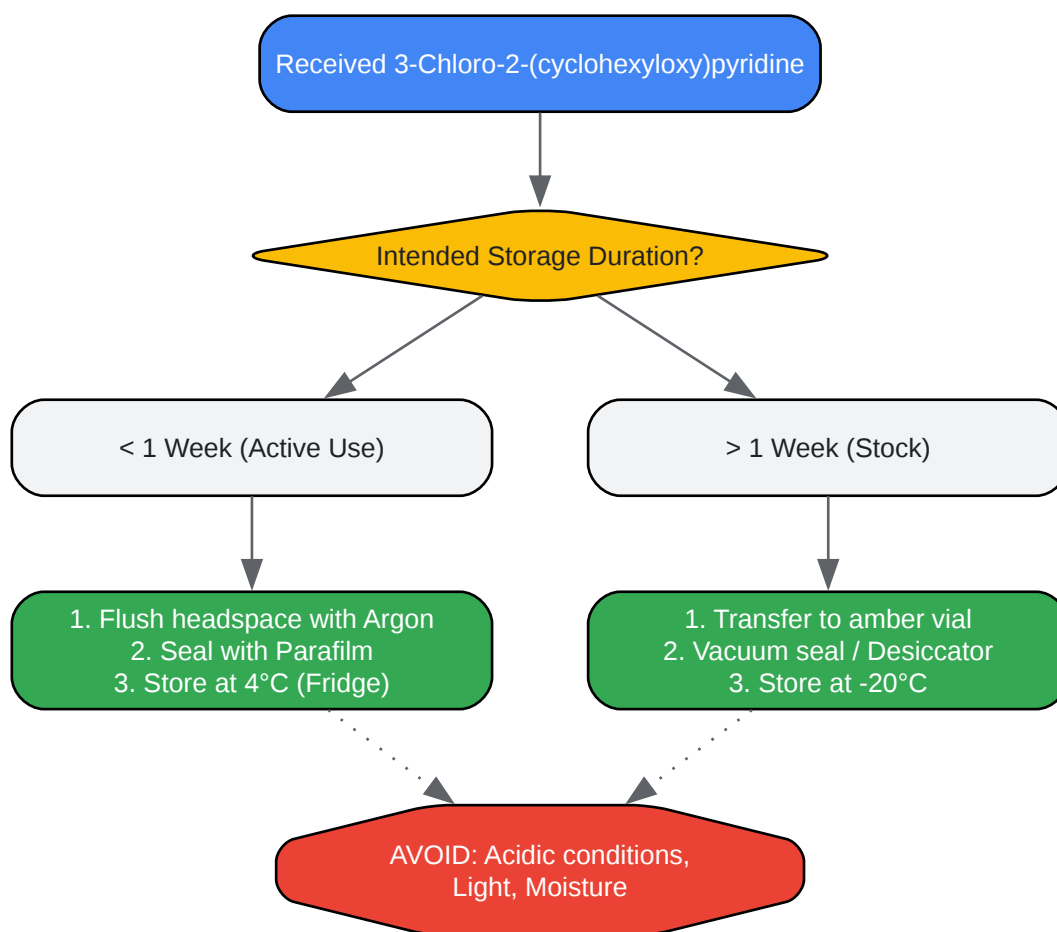 Received 3-Chloro-2-(cyclohexyloxy)pyridine
Intended Storage Duration?
< 1 Week (Active Use)
> 1 Week (Stock)
1. Flush headspace with Argon
2. Seal with Parafilm
3. Store at 4°C (Fridge)
1. Transfer to amber vial
2. Vacuum seal / Desiccator
3. Store at -20°C
AVOID: Acidic conditions,
Light, Moisture